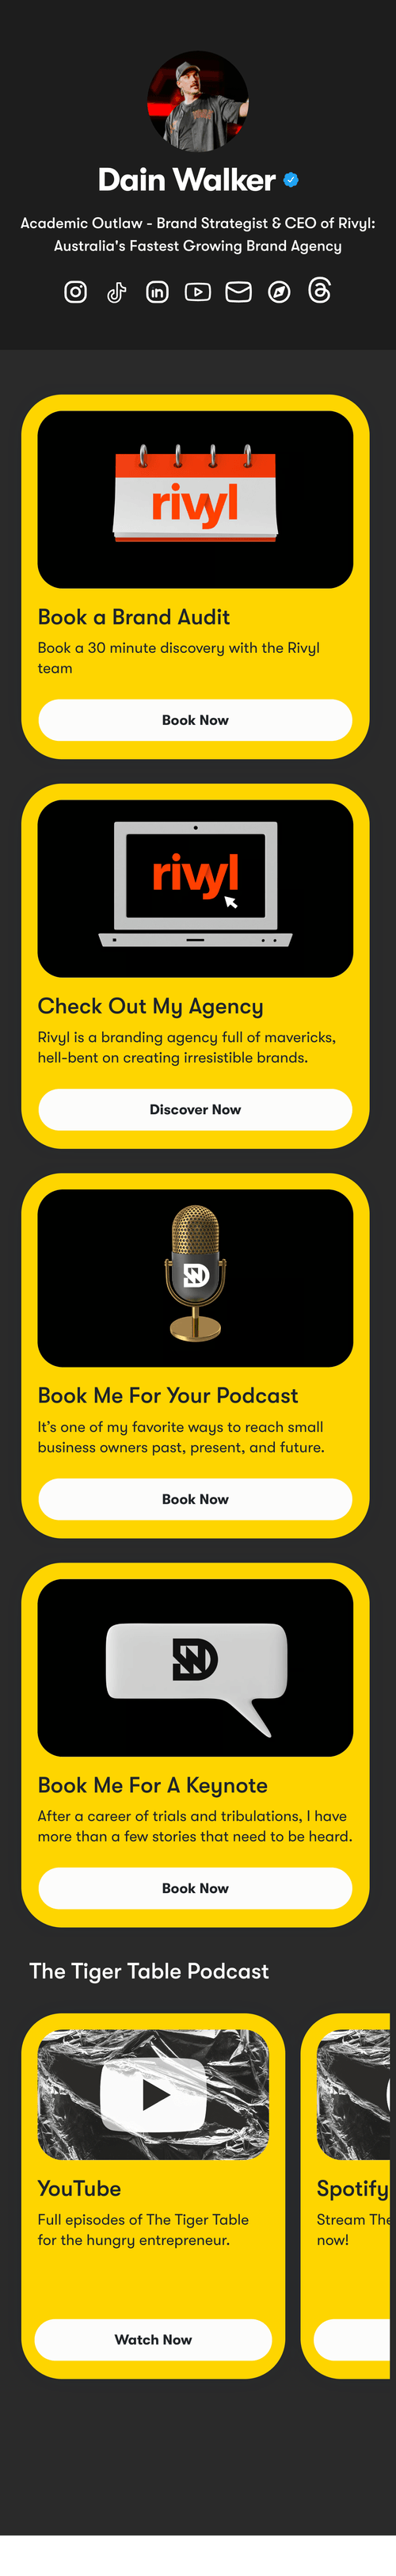 Dain Walker
Academic Outlaw - Brand Strategist & CEO of Rivyl:
Australia's Fastest Growing Brand Agency
in
rivyl
Book a Brand Audit
Book a 30 minute discovery with the Rivyl
team
Book Now
rivyl
Check Out My Agency
Rivyl is a branding agency full of mavericks,
hell-bent on creating irresistible brands.
Discover Now
Book Me For Your Podcast
It’s one of my favorite ways to reach small
business owners past, present, and future.
Book Now
Book Me For A Keynote
After a career of trials and tribulations, I have
more than a few stories that need to be heard.
Book Now
The Tiger Table Podcast
YouTube
Full episodes of The Tiger Table
for the hungry entrepreneur.
Watch Now
Spotify
Stream The
now!